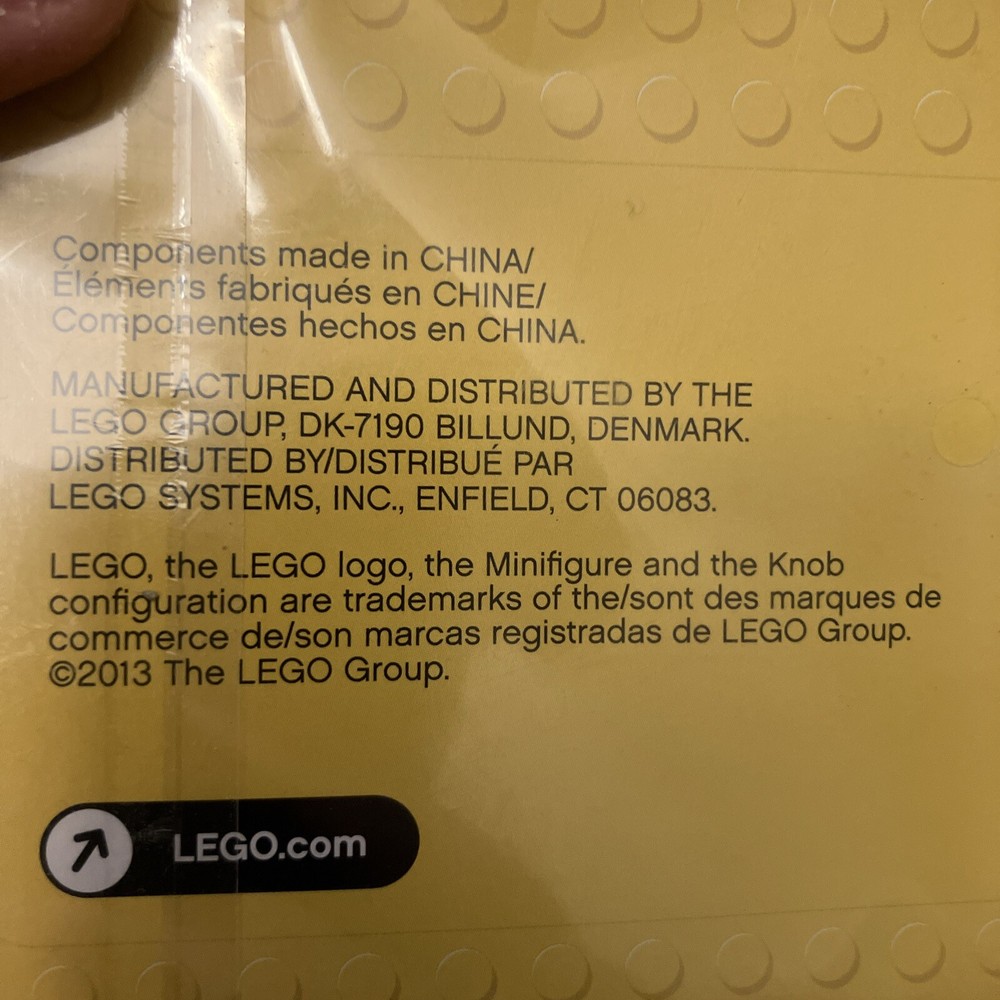 Components made in CHINA/
Éléments fabriqués en CHINE/
Componentes hechos en CHINA.
MANUFACTURED AND DISTRIBUTED BY THE
LEGO GROUP, DK-7190 BILLUND, DENMARK.
DISTRIBUTED BY/DISTRIBUÉ PAR
LEGO SYSTEMS, INC., ENFIELD, CT 06083.
LEGO, the LEGO logo, the Minifigure and the Knob
configuration are trademarks of the/sont des marques de
commerce de/son marcas registradas de LEGO Group.
©2013 The LEGO Group.
LEGO.com